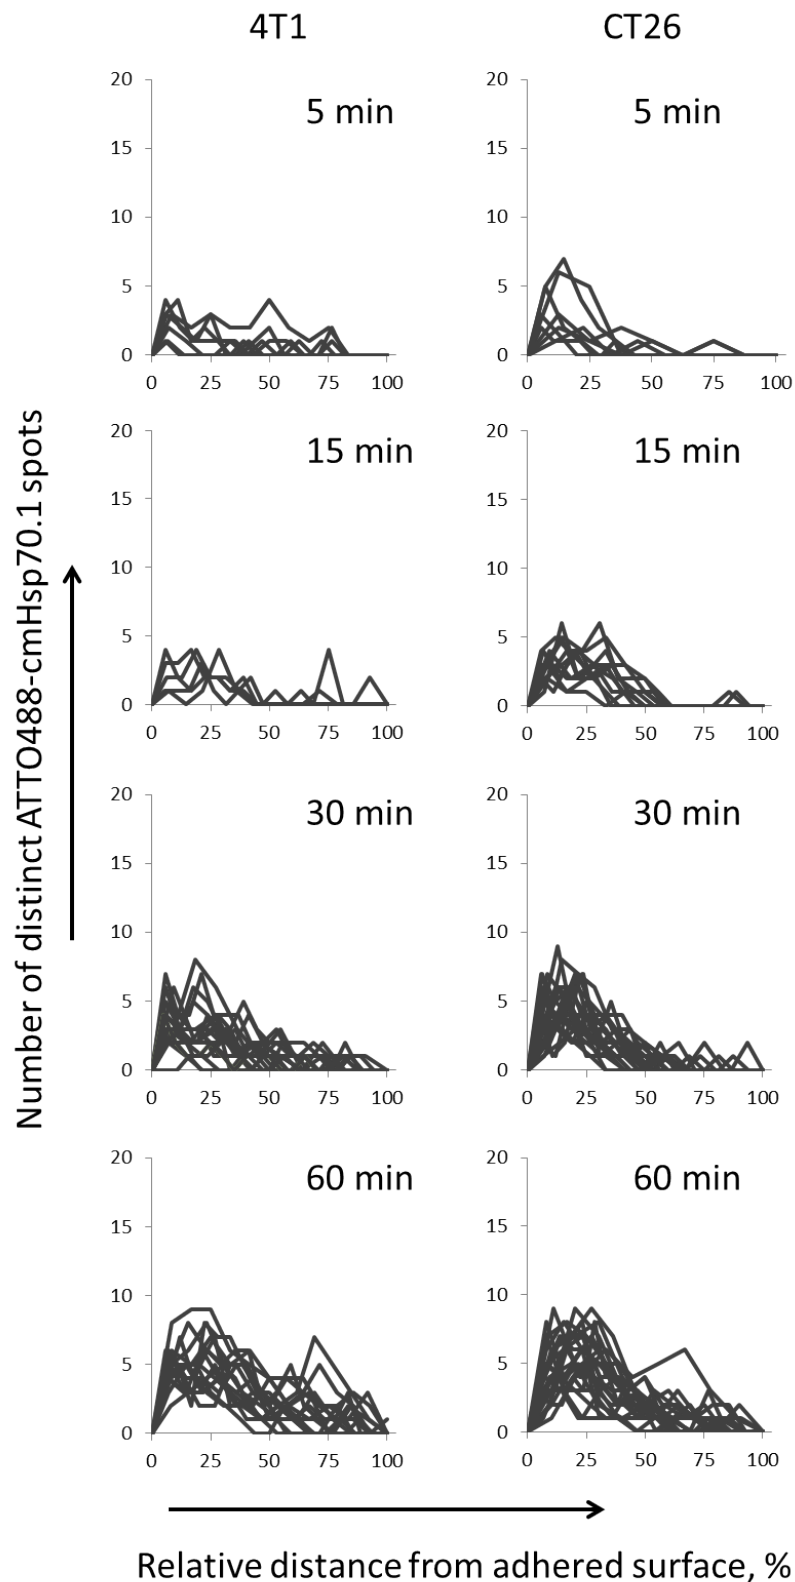 4T1 CT26
20 20
5 min 5 min
15 15
10 10
5 5
0 0
0 25 50 75 100 0 25 50 75 100
20 20
15 min 15 min
15 15
10 10
5 5
0 0
0 25 50 75 100 0 25 50 75 100
20 20
30 min 30 min
15 15
10 10
5 5
0 0
0 25 50 75 100 0 25 50 75 100
20 20
60 min 60 min
15 15
10 10
5 5
0 0
0 25 50 75 100 0 25 50 75 100
Number of distinct ATTO488-cmHsp70.1 spots
Relative distance from adhered surface, %